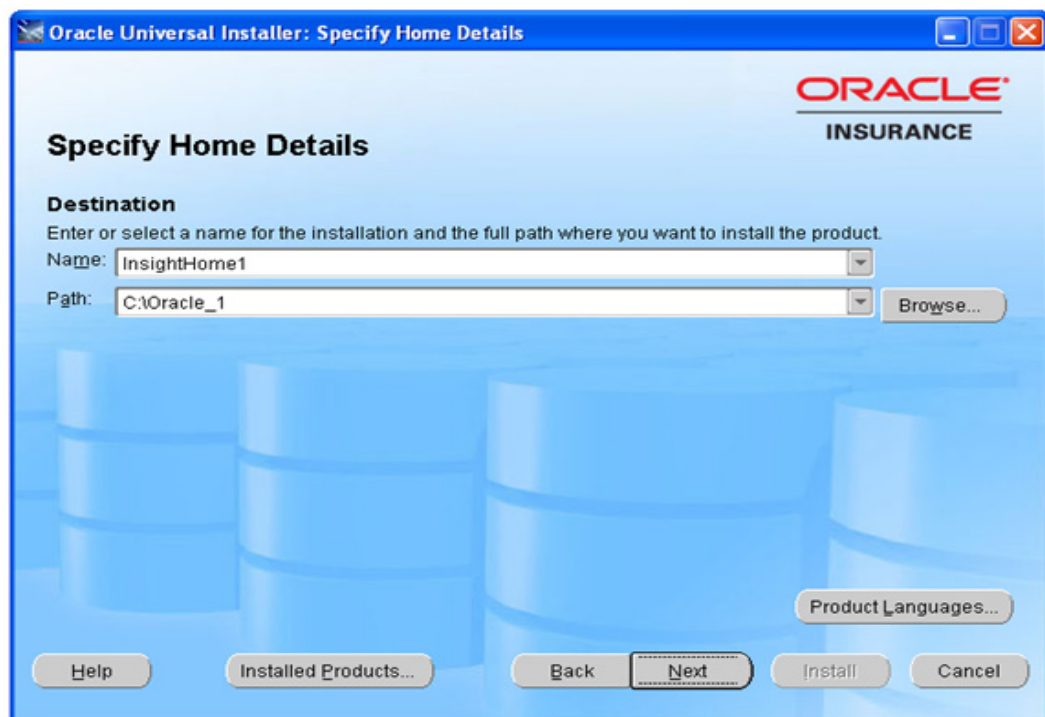 Oracle Universal Installer: Specify Home Details
ORACLE
INSURANCE
Specify Home Details
Destination
Enter or select a name for the installation and the full path where you want to install the product.
Name: InsightHome1
Path: C:\Oracle_1 Browse...
Product Languages...
Help Installed Products... Back Next Install Cancel